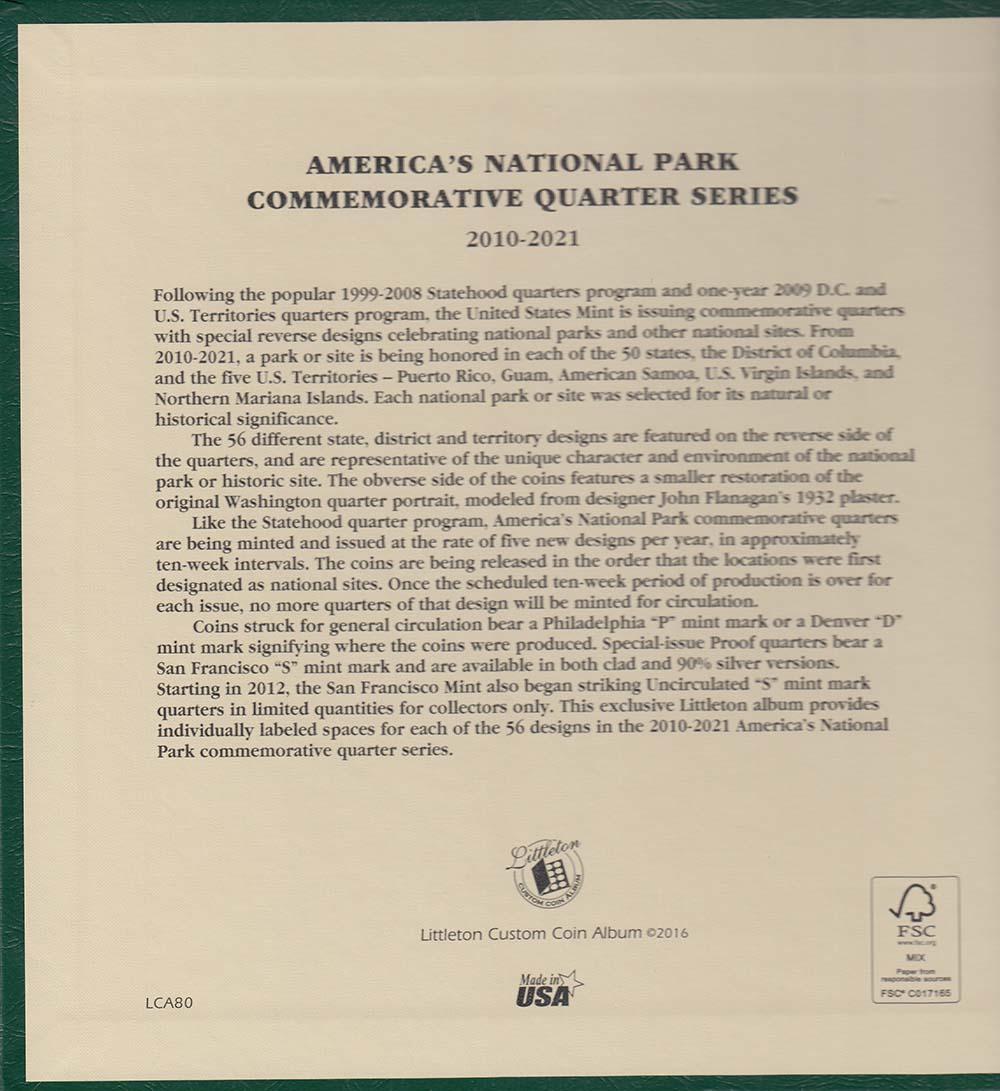 AMERICA'S NATIONAL PARK
COMMEMORATIVE QUARTER SERIES
2010-2021
Following the popular 1999-2008 Statehood quarters program and one-year 2009 D.C. and
U.S. Territories quarters program, the United States Mint is issuing commemorative quarters
with special reverse designs celebrating national parks and other national sites. From
2010-2021, a park or site is being honored in each of the 50 states, the District of Columbia,
and the five U.S. Territories – Puerto Rico, Guam, American Samoa, U.S. Virgin Islands, and
Northern Mariana Islands. Each national park or site was selected for its natural or
historical significance.
The 56 different state, district and territory designs are featured on the reverse side of
the quarters, and are representative of the unique character and environment of the national
park or historic site. The obverse side of the coins features a smaller restoration of the
original Washington quarter portrait, modeled from designer John Flanagan's 1932 plaster.
Like the Statehood quarter program, America's National Park commemorative quarters
are being minted and issued at the rate of five new designs per year, in approximately
ten-week intervals. The coins are being released in the order that the locations were first
designated as national sites. Once the scheduled ten-week period of production is over for
each issue, no more quarters of that design will be minted for circulation.
Coins struck for general circulation bear a Philadelphia “P” mint mark or a Denver “D”
mint mark signifying where the coins were produced. Special-issue Proof quarters bear a
San Francisco “S” mint mark and are available in both clad and 90% silver versions.
Starting in 2012, the San Francisco Mint also began striking Uncirculated “S” mint mark
quarters in limited quantities for collectors only. This exclusive Littleton album provides
individually labeled spaces for each of the 56 designs in the 2010-2021 America's National
Park commemorative quarter series.
Littleton
CUSTOM COIN ALBUM
Littleton Custom Coin Album ©2016
Made in
USA
LCA80
®
FSC
www.fsc.org
MIX
Paper from
responsible sources
FSC® C017165